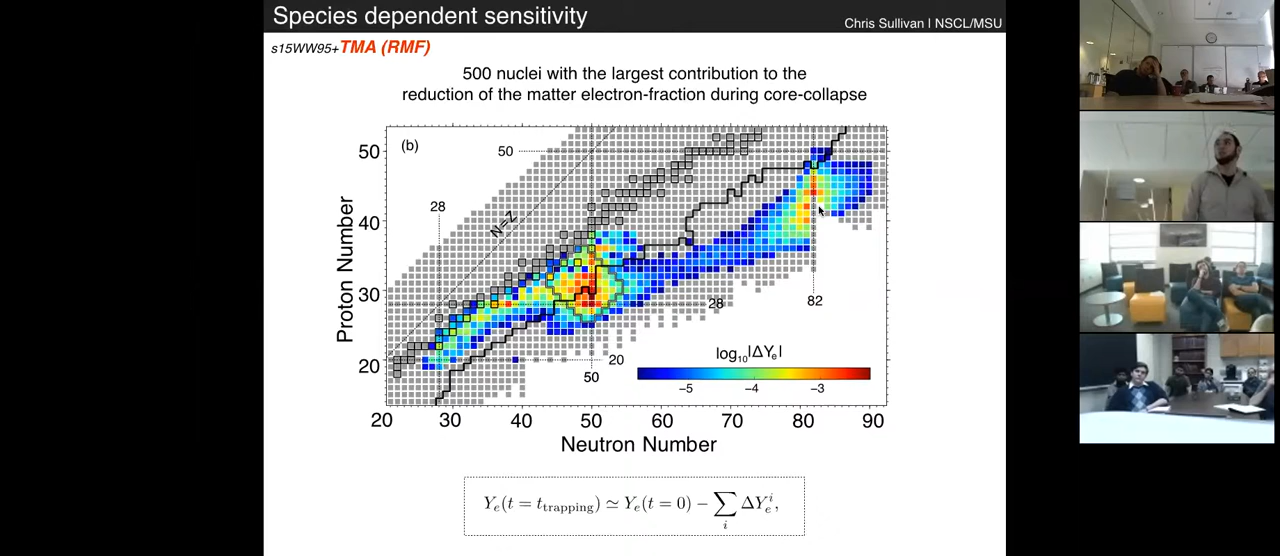 Species dependent sensitivity
Chris Sullivan | NSCL/MSU
s15WW95+TMA (RMF)
500 nuclei with the largest contribution to the
reduction of the matter electron-fraction during core-collapse
(b)
50
28
N=Z
82
28
20
50
log₁₀|ΔYₑ|
−5 −4 −3
Proton Number
50
40
30
20
20 30 40 50 60 70 80 90
Neutron Number
Yₑ(t = t_trapping) ≃ Yₑ(t = 0) − ∑_i ΔYₑⁱ,